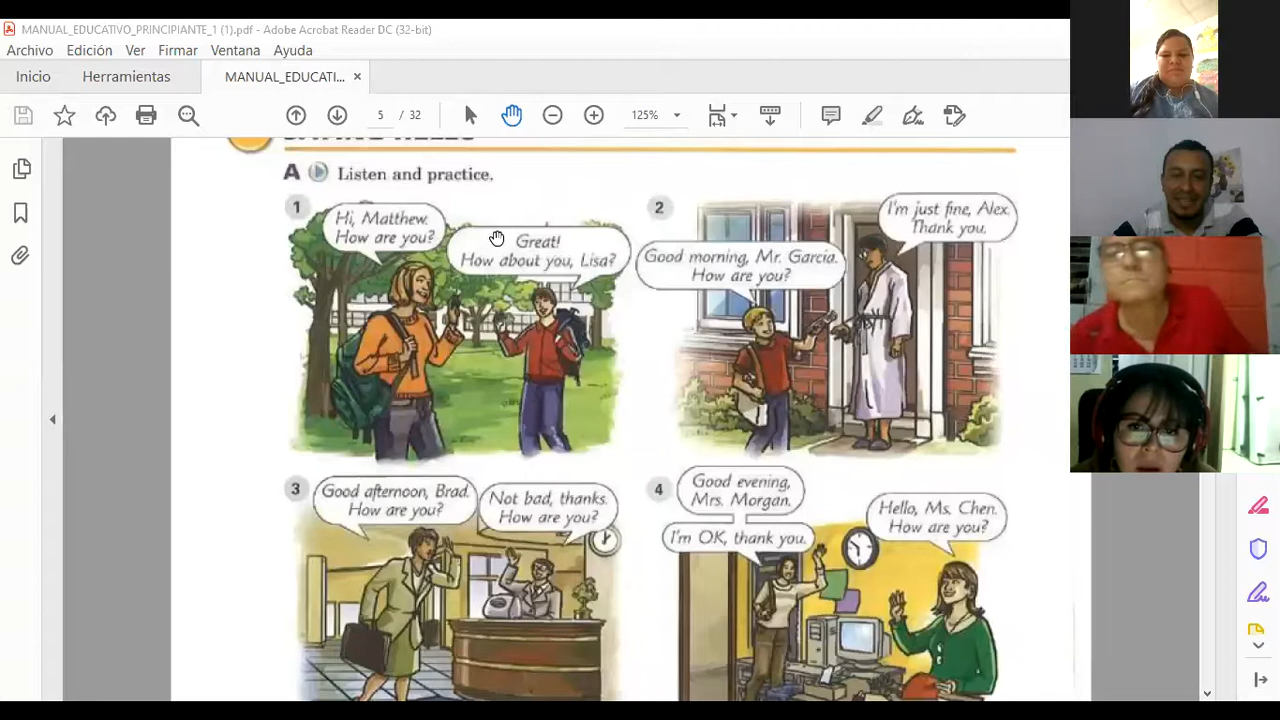 MANUAL_EDUCATIVO_PRINCIPIANTE_1 (1).pdf - Adobe Acrobat Reader DC (32-bit)
Archivo Edición Ver Firmar Ventana Ayuda
Inicio Herramientas MANUAL_EDUCATI... ×
5 / 32 125%
A Listen and practice.
1
Hi, Matthew.
How are you?
Great!
How about you, Lisa?
2
Good morning, Mr. Garcia.
How are you?
I'm just fine, Alex.
Thank you.
3
Good afternoon, Brad.
How are you?
Not bad, thanks.
How are you?
4
Good evening,
Mrs. Morgan.
I'm OK, thank you.
Hello, Ms. Chen.
How are you?